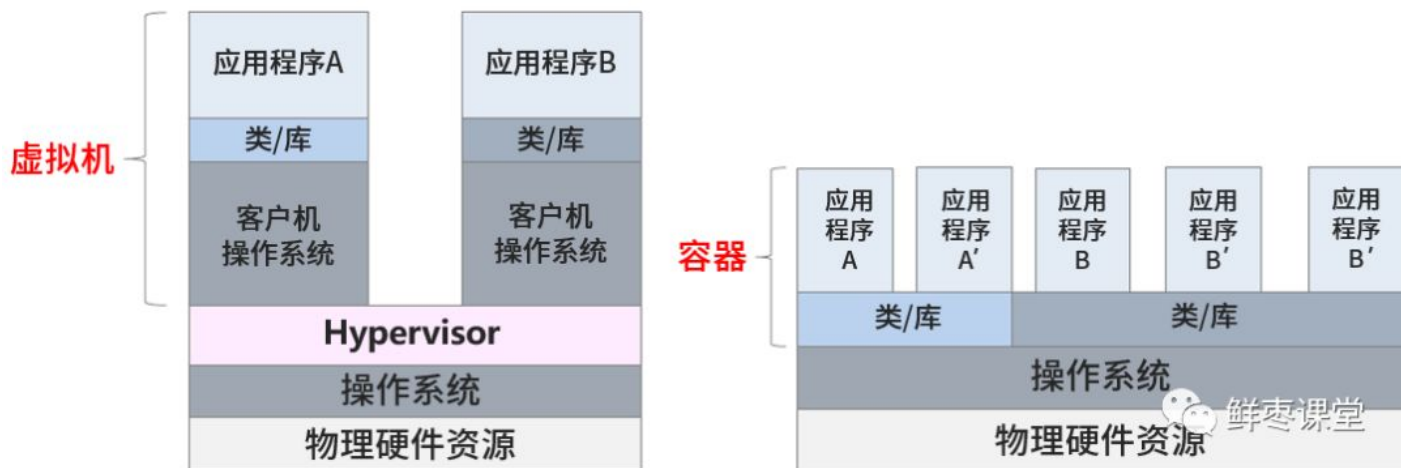 虚拟机
应用程序A
类/库
客户机
操作系统
应用程序B
类/库
客户机
操作系统
Hypervisor
操作系统
物理硬件资源
容器
应用
程序
A
应用
程序
A'
应用
程序
B
应用
程序
B'
应用
程序
B'
类/库
类/库
操作系统
物理硬件资源
鲜枣课堂